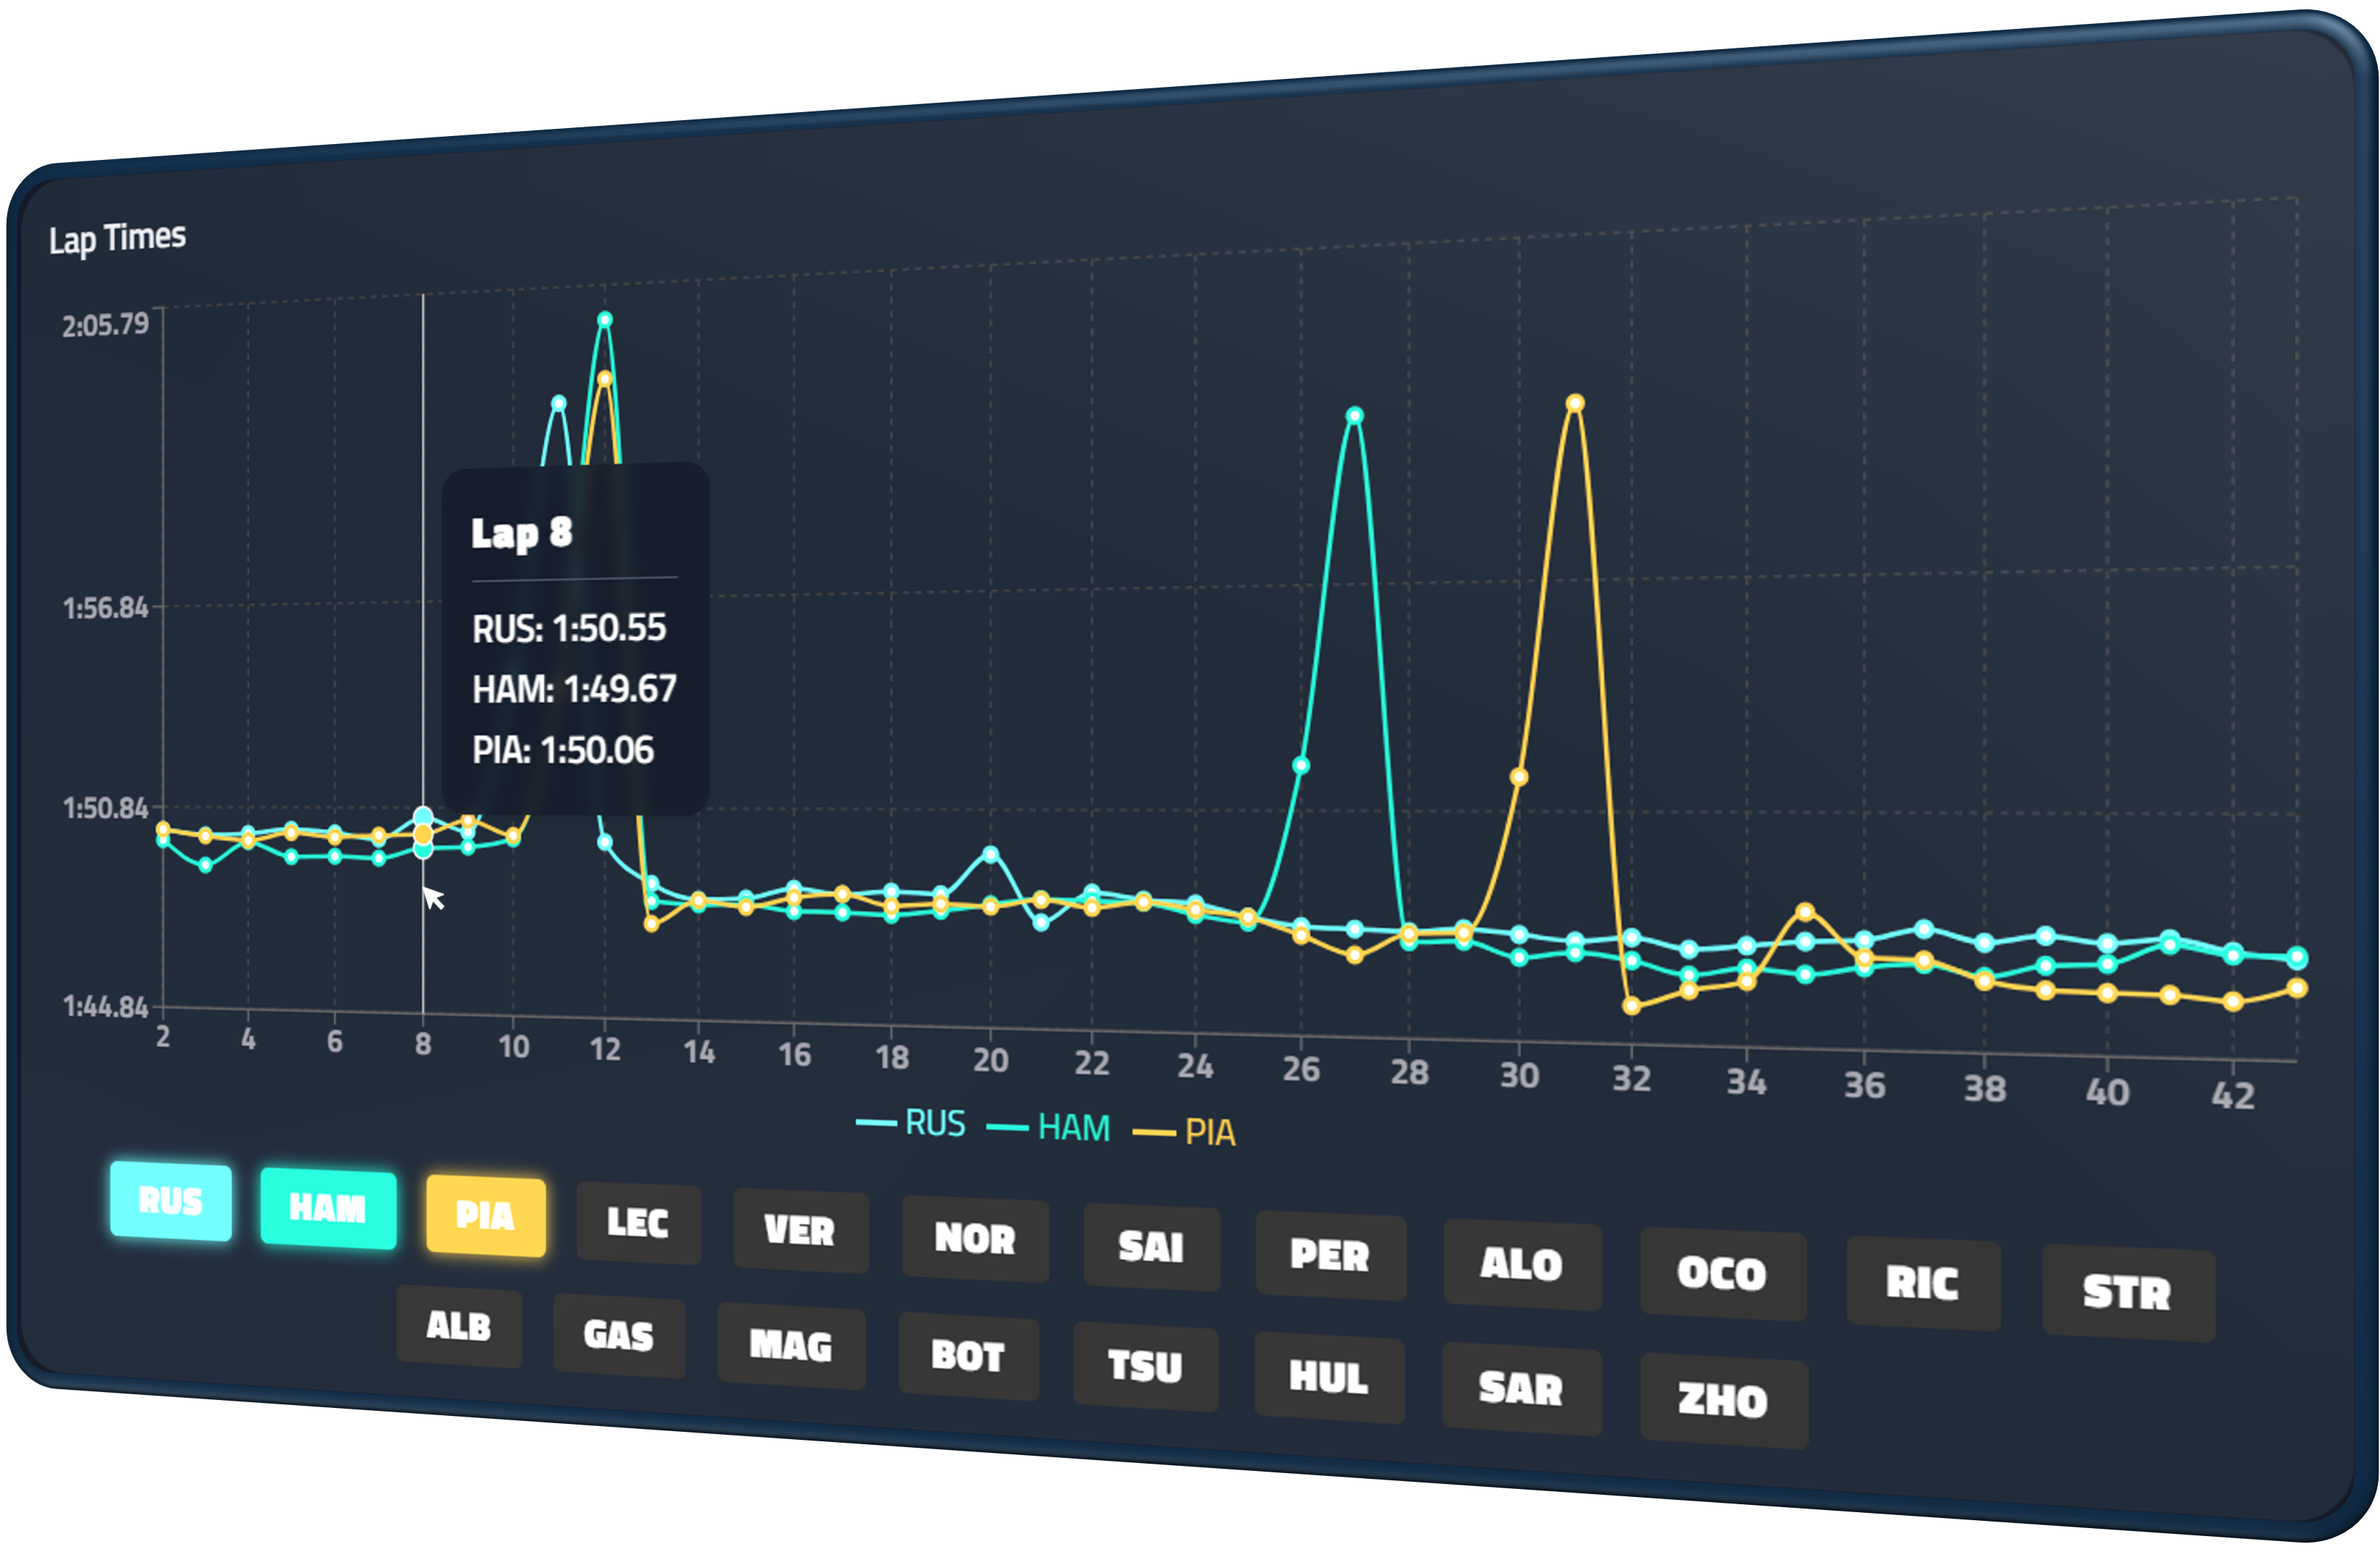 Lap Times
2:05.79
1:56.84
1:50.84
1:44.84
Lap 8
RUS: 1:50.55
HAM: 1:49.67
PIA: 1:50.06
2 4 6 8 10 12 14 16 18 20 22 24 26 28 30 32 34 36 38 40 42
RUS HAM PIA
RUS HAM PIA LEC VER NOR SAI PER ALO OCO RIC STR
ALB GAS MAG BOT TSU HUL SAR ZHO